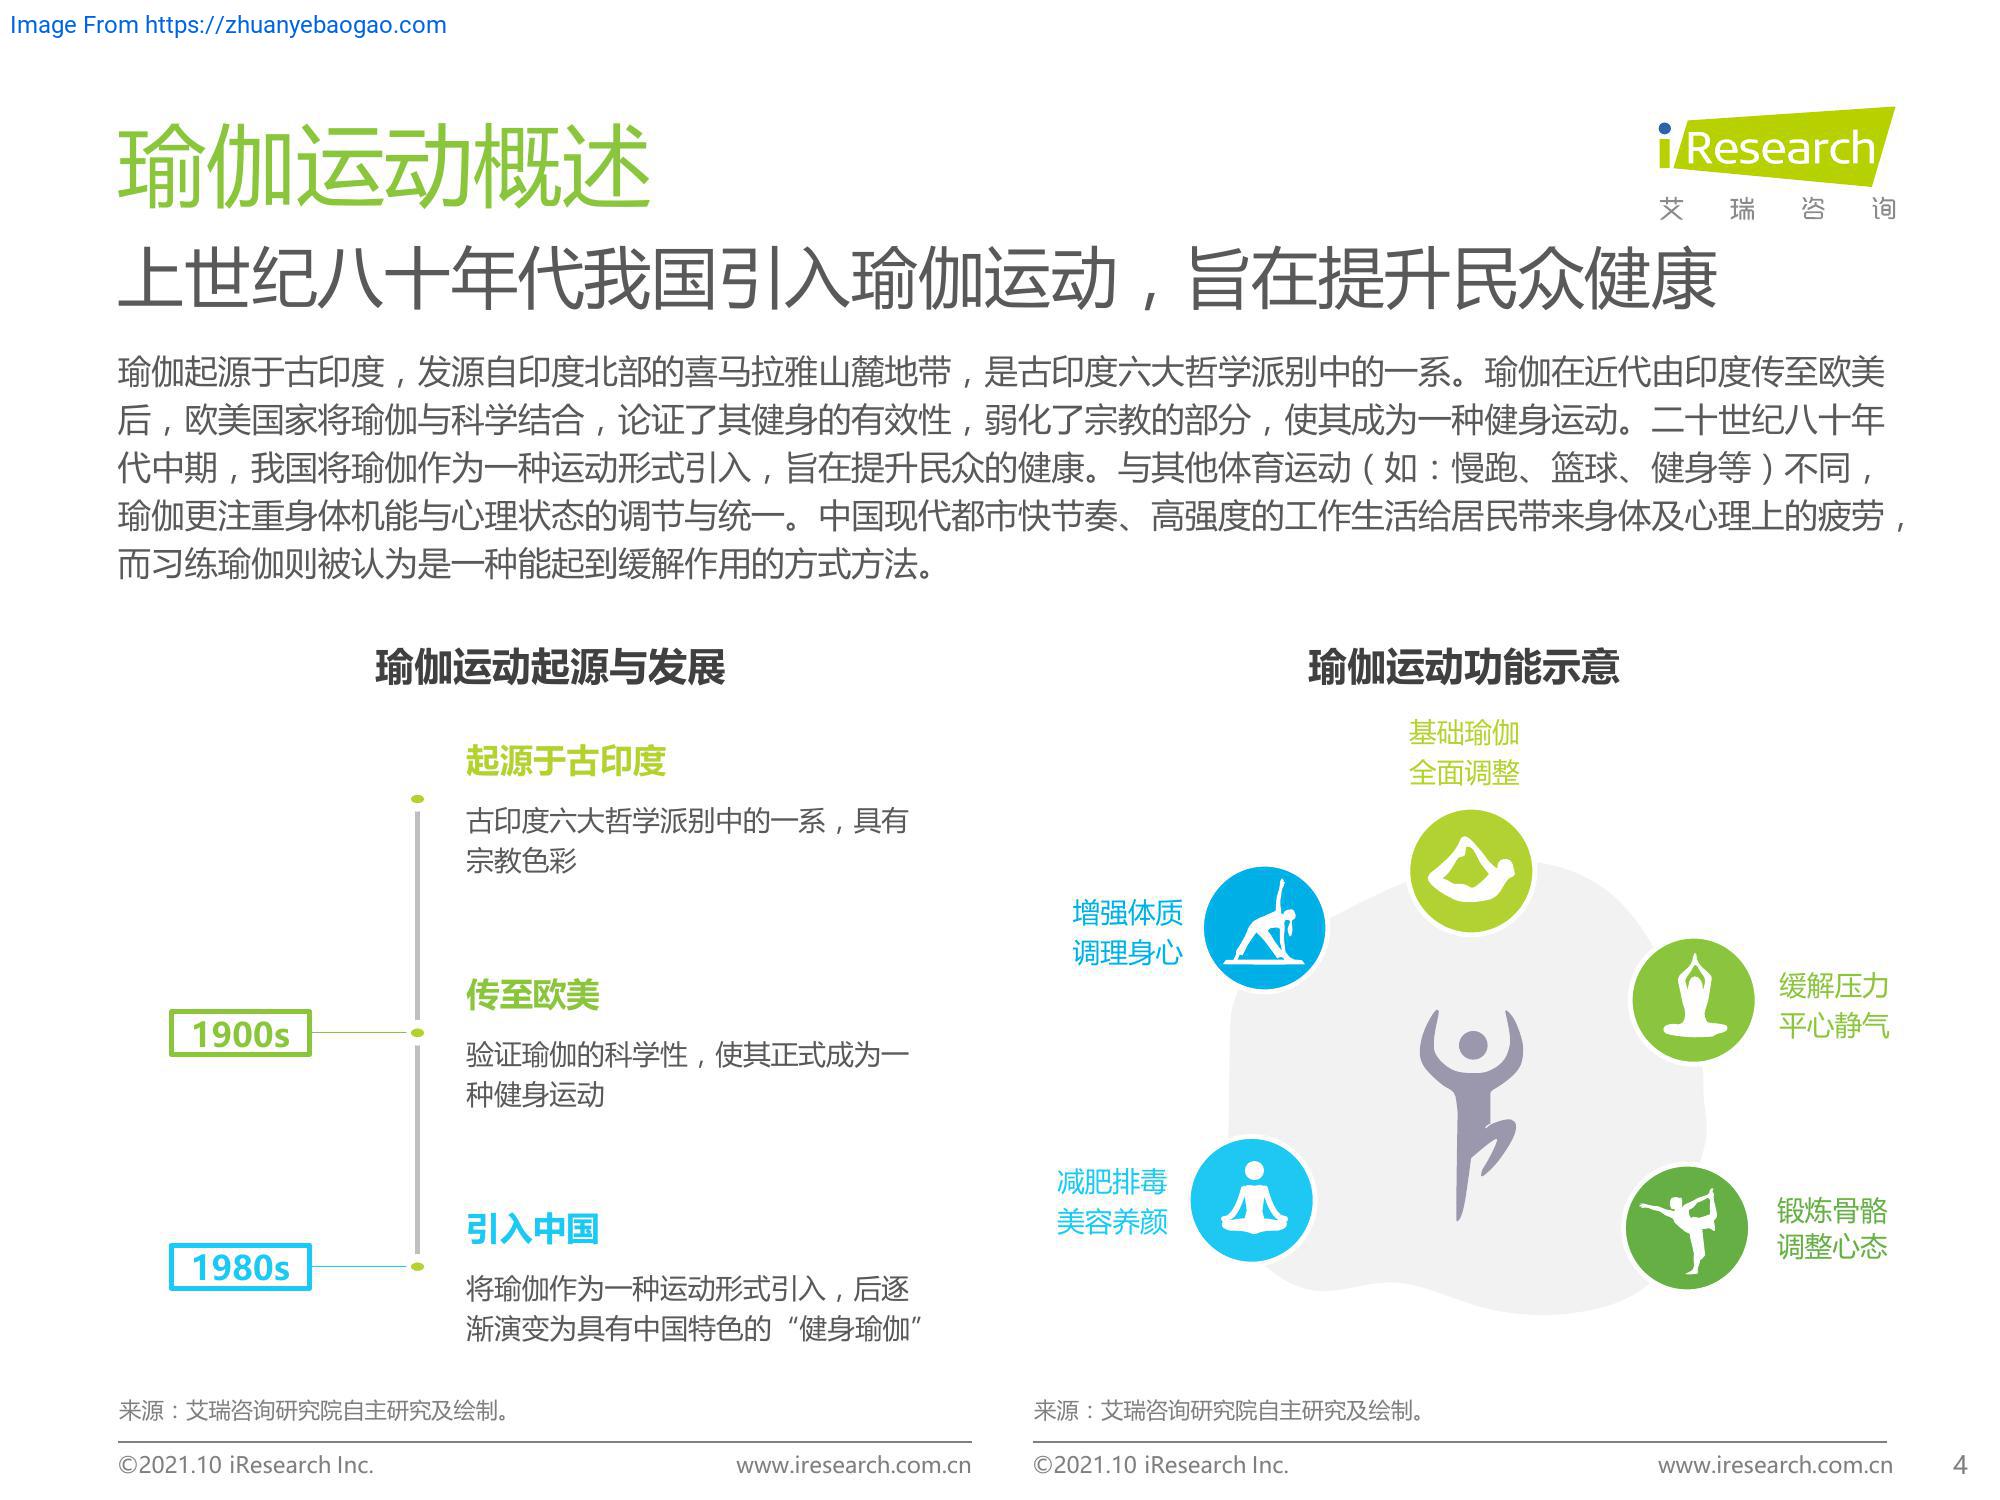 Image From https://zhuanyebaogao.com
瑜伽运动概述
iResearch
艾瑞咨询
上世纪八十年代我国引入瑜伽运动，旨在提升民众健康
瑜伽起源于古印度，发源自印度北部的喜马拉雅山麓地带，是古印度六大哲学派别中的一系。瑜伽在近代由印度传至欧美
后，欧美国家将瑜伽与科学结合，论证了其健身的有效性，弱化了宗教的部分，使其成为一种健身运动。二十世纪八十年
代中期，我国将瑜伽作为一种运动形式引入，旨在提升民众的健康。与其他体育运动（如：慢跑、篮球、健身等）不同，
瑜伽更注重身体机能与心理状态的调节与统一。中国现代都市快节奏、高强度的工作生活给居民带来身体及心理上的疲劳，
而习练瑜伽则被认为是一种能起到缓解作用的方式方法。
瑜伽运动起源与发展
起源于古印度
古印度六大哲学派别中的一系，具有
宗教色彩
1900s
传至欧美
验证瑜伽的科学性，使其正式成为一
种健身运动
1980s
引入中国
将瑜伽作为一种运动形式引入，后逐
渐演变为具有中国特色的“健身瑜伽”
来源：艾瑞咨询研究院自主研究及绘制。
©2021.10 iResearch Inc.
www.iresearch.com.cn
瑜伽运动功能示意
基础瑜伽
全面调整
增强体质
调理身心
缓解压力
平心静气
减肥排毒
美容养颜
锻炼骨骼
调整心态
来源：艾瑞咨询研究院自主研究及绘制。
©2021.10 iResearch Inc.
www.iresearch.com.cn
4